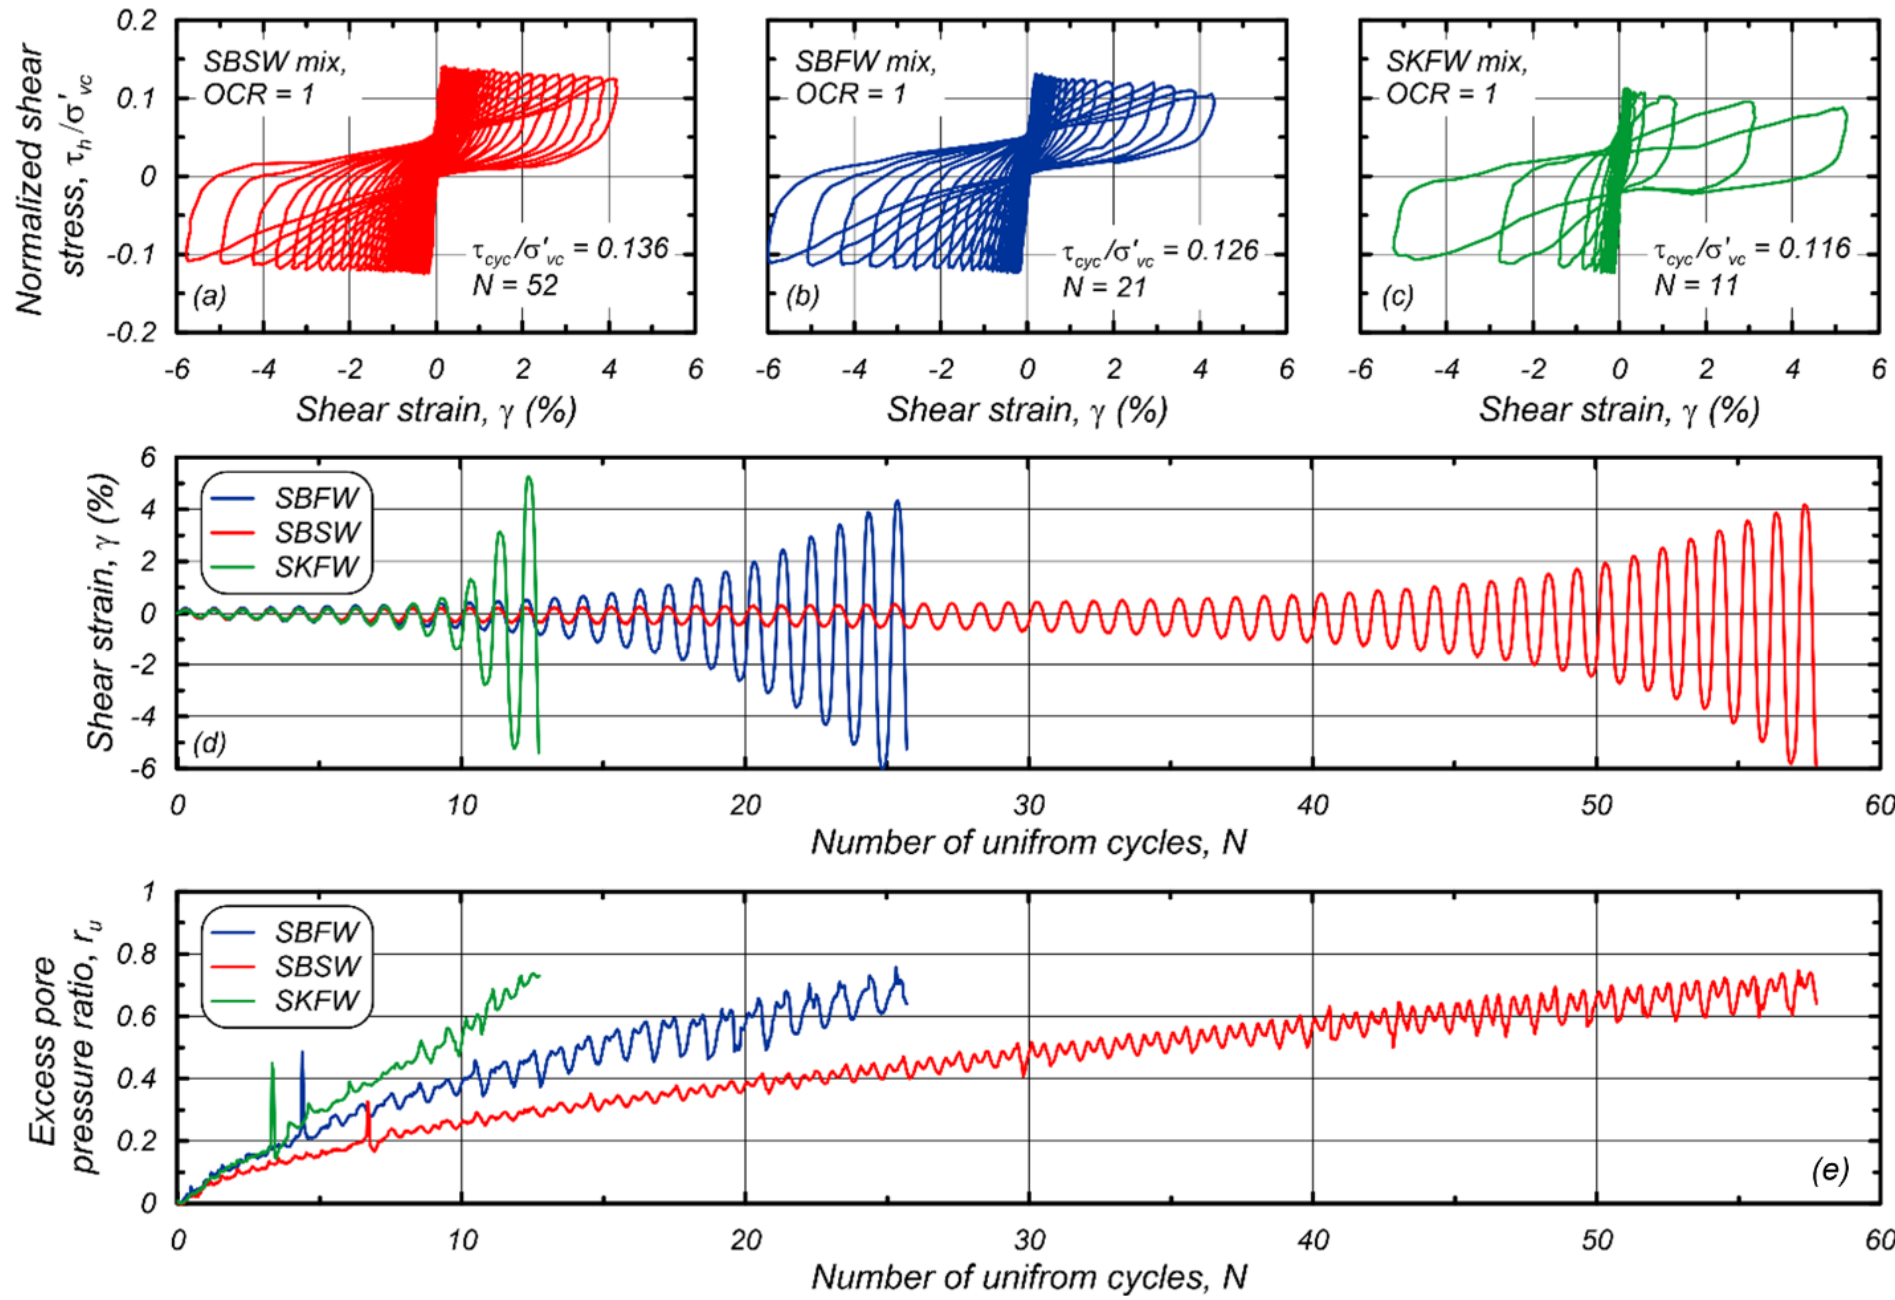 Normalized shear
stress, τh/σ'vc
0.2
0.1
0
-0.1
-0.2
SBSW mix,
OCR = 1
τcyc/σ'vc = 0.136
N = 52
(a)
-6 -4 -2 0 2 4 6
Shear strain, γ (%)
SBFW mix,
OCR = 1
τcyc/σ'vc = 0.126
N = 21
(b)
-6 -4 -2 0 2 4 6
Shear strain, γ (%)
SKFW mix,
OCR = 1
τcyc/σ'vc = 0.116
N = 11
(c)
-6 -4 -2 0 2 4 6
Shear strain, γ (%)
Shear strain, γ (%)
6
4
2
0
-2
-4
-6
SBFW
SBSW
SKFW
(d)
0 10 20 30 40 50 60
Number of unifrom cycles, N
Excess pore
pressure ratio, ru
1
0.8
0.6
0.4
0.2
0
SBFW
SBSW
SKFW
(e)
0 10 20 30 40 50 60
Number of unifrom cycles, N